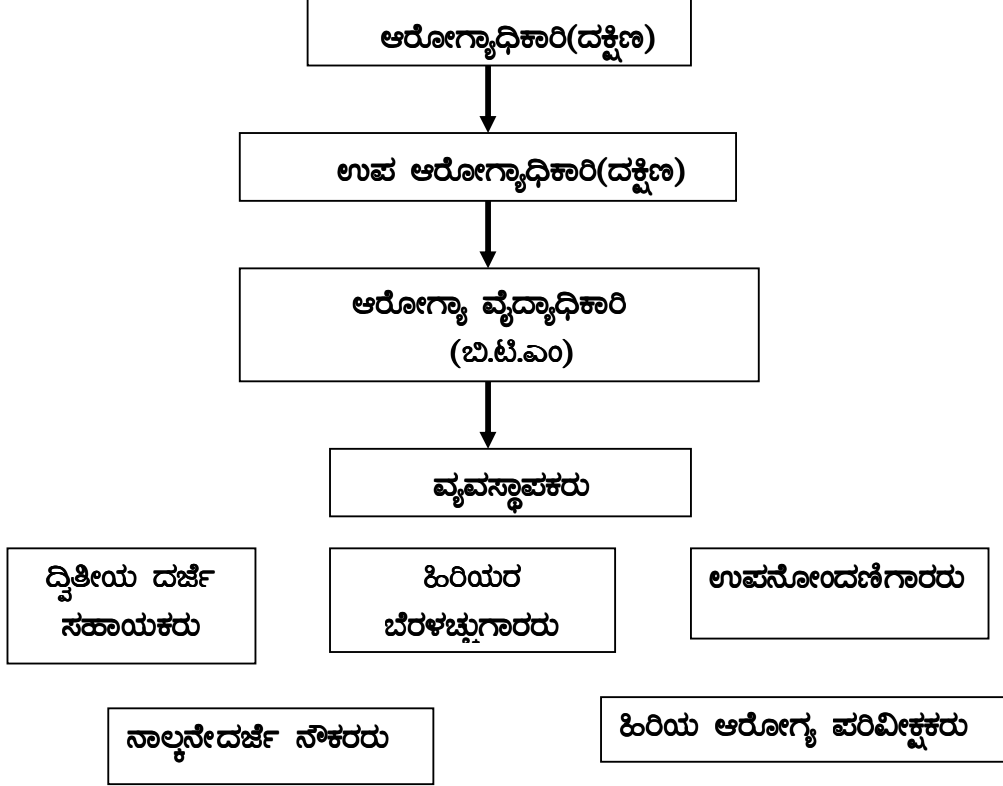 ಆರೋಗ್ಯಾಧಿಕಾರಿ(ದಕ್ಷಿಣ)
ಉಪ ಆರೋಗ್ಯಾಧಿಕಾರಿ(ದಕ್ಷಿಣ)
ಆರೋಗ್ಯಾ ವೈದ್ಯಾಧಿಕಾರಿ
(ಬಿ.ಟಿ.ಎಂ)
ವ್ಯವಸ್ಥಾಪಕರು
ದ್ವಿತೀಯ ದರ್ಜೆ
ಸಹಾಯಕರು
ಹಿರಿಯರ
ಬೆರಳಚ್ಚುಗಾರರು
ಉಪನೋಂದಣಿಗಾರರು
ನಾಲ್ಕನೇದರ್ಜೆ ನೌಕರರು
ಹಿರಿಯ ಆರೋಗ್ಯ ಪರಿವೀಕ್ಷಕರು